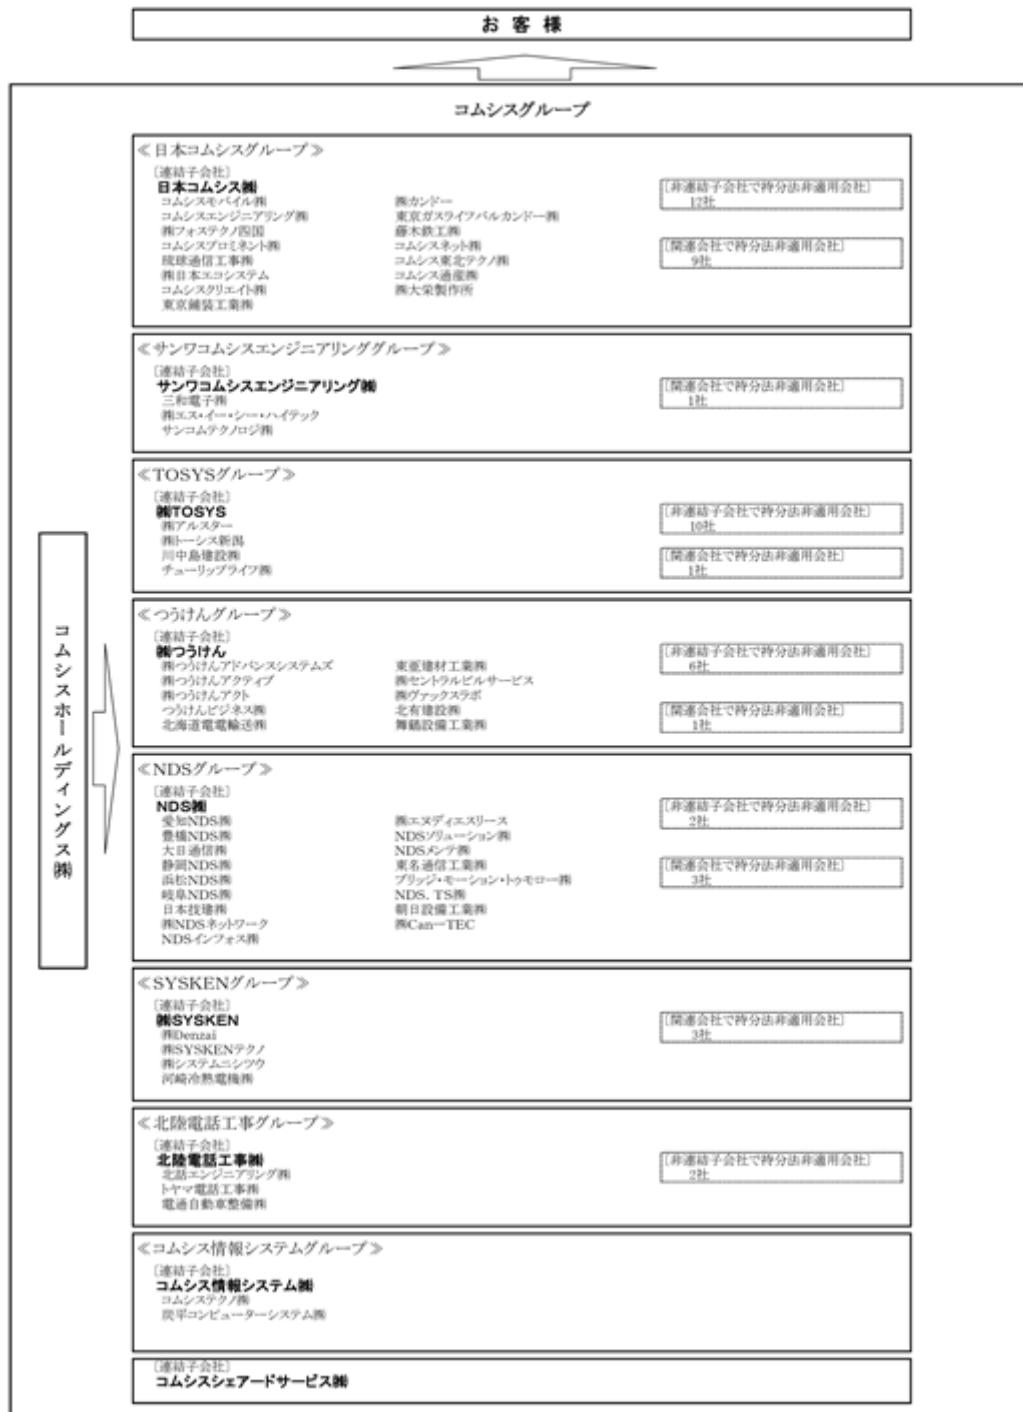 お客様
コムシスグループ
≪日本コムシスグループ≫
〔連結子会社〕
日本コムシス㈱
コムシスモバイル㈱
コムシスエンジニアリング㈱
㈱フォステクノ四国
コムシスプロミネント㈱
琉球通信工事㈱
㈱日本エコシステム
コムシスクリエイト㈱
東京舗装工業㈱
㈱カンドー
東京ガスライフバルカンドー㈱
藤木鉄工㈱
コムシスネット㈱
コムシス東北テクノ㈱
コムシス通産㈱
㈱大栄製作所
〔非連結子会社で持分法非適用会社〕
12社
〔関連会社で持分法非適用会社〕
9社
≪サンワコムシスエンジニアリンググループ≫
〔連結子会社〕
サンワコムシスエンジニアリング㈱
三和電子㈱
㈱エス・イー・シー・ハイテック
サンコムテクノロジ㈱
〔関連会社で持分法非適用会社〕
1社
≪TOSYSグループ≫
〔連結子会社〕
㈱TOSYS
㈱アルスター
㈱トーシス新潟
川中島建設㈱
チューリップライフ㈱
〔非連結子会社で持分法非適用会社〕
10社
〔関連会社で持分法非適用会社〕
1社
≪つうけんグループ≫
〔連結子会社〕
㈱つうけん
㈱つうけんアドバンスシステムズ
㈱つうけんアクティブ
㈱つうけんアクト
つうけんビジネス㈱
北海道電電輸送㈱
東亜建材工業㈱
㈱セントラルビルサービス
㈱ヴァックスラボ
北有建設㈱
舞鶴設備工業㈱
〔非連結子会社で持分法非適用会社〕
6社
〔関連会社で持分法非適用会社〕
1社
≪NDSグループ≫
〔連結子会社〕
NDS㈱
愛知NDS㈱
豊橋NDS㈱
大日通信㈱
静岡NDS㈱
浜松NDS㈱
岐阜NDS㈱
日本技建㈱
㈱NDSネットワーク
NDSインフォス㈱
㈱エヌディエスリース
NDSソリューション㈱
NDSメンテ㈱
東名通信工業㈱
ブリッジ・モーション・トゥモロー㈱
NDS.TS㈱
朝日設備工業㈱
㈱Can－TEC
〔非連結子会社で持分法非適用会社〕
2社
〔関連会社で持分法非適用会社〕
3社
≪SYSKENグループ≫
〔連結子会社〕
㈱SYSKEN
㈱Denzai
㈱SYSKENテクノ
㈱システムニシツウ
河崎冷熱電機㈱
〔関連会社で持分法非適用会社〕
3社
≪北陸電話工事グループ≫
〔連結子会社〕
北陸電話工事㈱
北話エンジニアリング㈱
トヤマ電話工事㈱
電通自動車整備㈱
〔非連結子会社で持分法非適用会社〕
2社
≪コムシス情報システムグループ≫
〔連結子会社〕
コムシス情報システム㈱
コムシステクノ㈱
炭平コンピューターシステム㈱
〔連結子会社〕
コムシスシェアードサービス㈱
コムシスホールディングス㈱